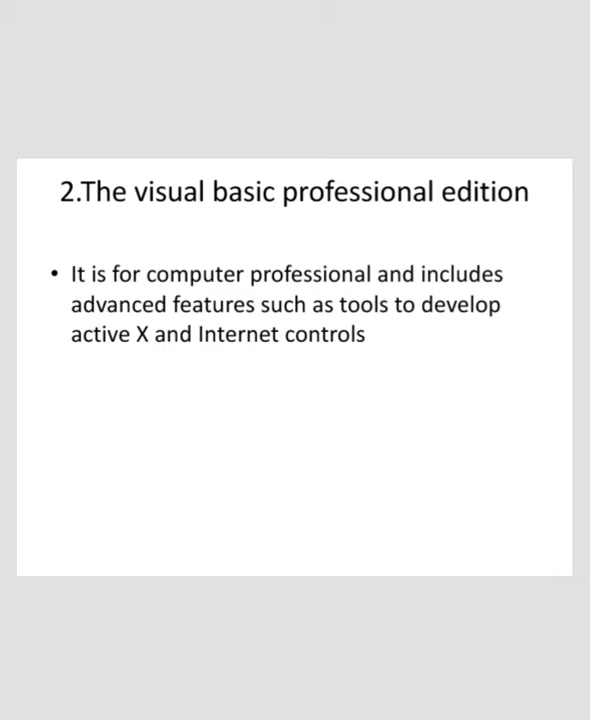 2.The visual basic professional edition
• It is for computer professional and includes
advanced features such as tools to develop
active X and Internet controls